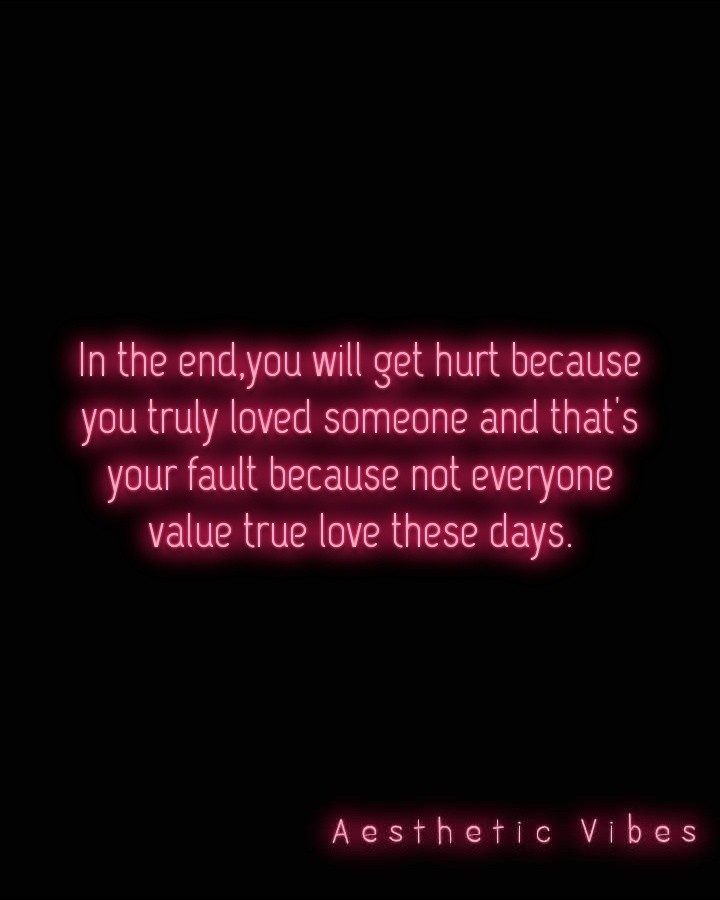 In the end,you will get hurt because
you truly loved someone and that's
your fault because not everyone
value true love these days.
Aesthetic Vibes